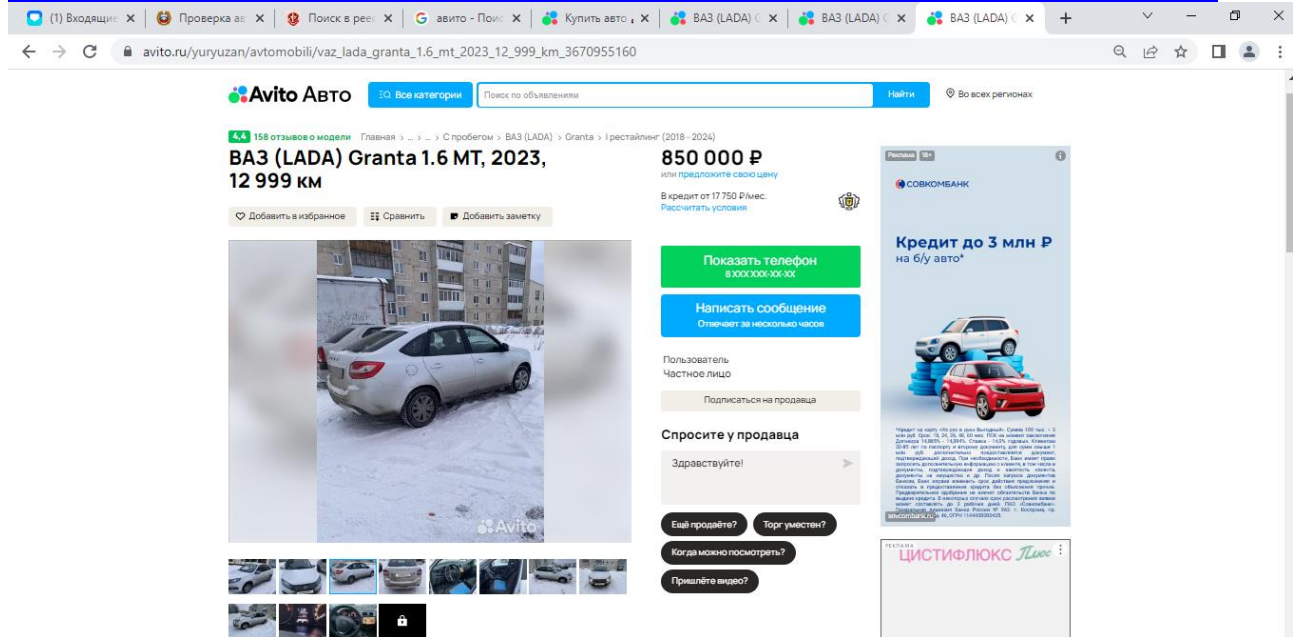 (1) Входящие
Проверка ав
Поиск в рее
авито - Пои
Купить авто
ВАЗ (LADA) G
ВАЗ (LADA) G
ВАЗ (LADA) G
avito.ru/yuryuzan/avtomobili/vaz_lada_granta_1.6_mt_2023_12_999_km_3670955160
Avito Авто
Все категории
Поиск по объявлениям
Найти
Во всех регионах
4,4 158 отзывов о модели Главная > ... > ... > С пробегом > ВАЗ (LADA) > Granta > I рестайлинг (2018–2024)
ВАЗ (LADA) Granta 1.6 MT, 2023,
12 999 км
Добавить в избранное
Сравнить
Добавить заметку
Avito
850 000 ₽
или предложите свою цену
В кредит от 17 750 ₽/мес.
Рассчитать условия
Показать телефон
8 XXX XXX-XX-XX
Написать сообщение
Отвечает за несколько часов
Пользователь
Частное лицо
Подписаться на продавца
Спросите у продавца
Здравствуйте!
Ещё продаёте?
Торг уместен?
Когда можно посмотреть?
Пришлёте видео?
Реклама 18+
СОВКОМБАНК
Кредит до 3 млн ₽
на б/у авто*
sovcombank.ru
РЕКЛАМА
ЦИСТИФЛЮКС Плюс